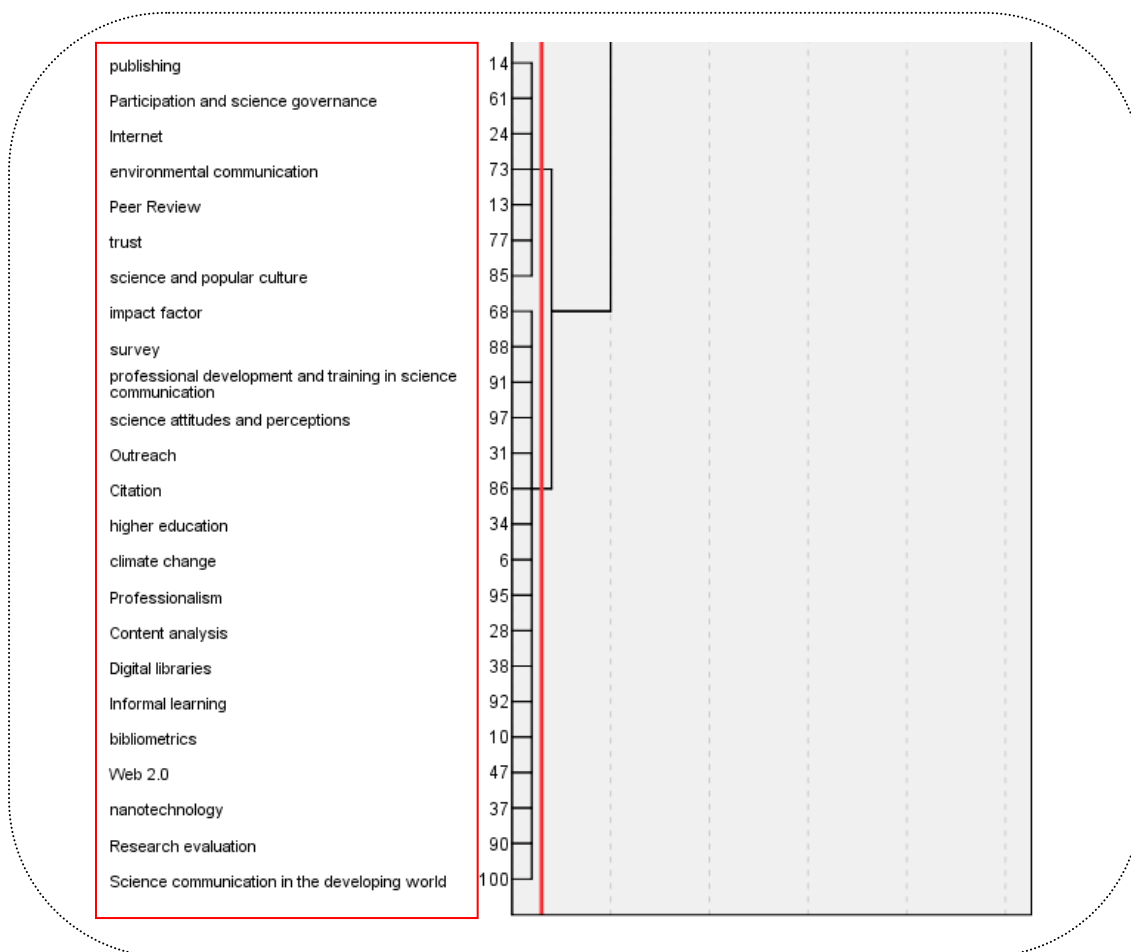 publishing 14
Participation and science governance 61
Internet 24
environmental communication 73
Peer Review 13
trust 77
science and popular culture 85
impact factor 68
survey 88
professional development and training in science
communication 91
science attitudes and perceptions 97
Outreach 31
Citation 86
higher education 34
climate change 6
Professionalism 95
Content analysis 28
Digital libraries 38
Informal learning 92
bibliometrics 10
Web 2.0 47
nanotechnology 37
Research evaluation 90
Science communication in the developing world 100